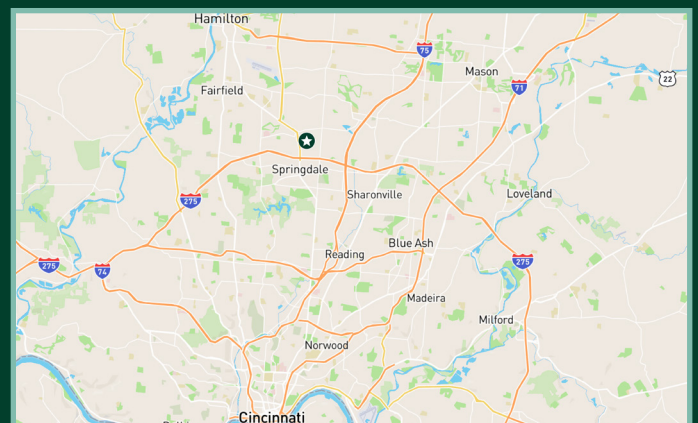 Hamilton
75
Mason
22
71
Fairfield
Springdale
Sharonville
Loveland
275
Blue Ash
Reading
275
275
74
Madeira
Milford
Norwood
Cincinnati